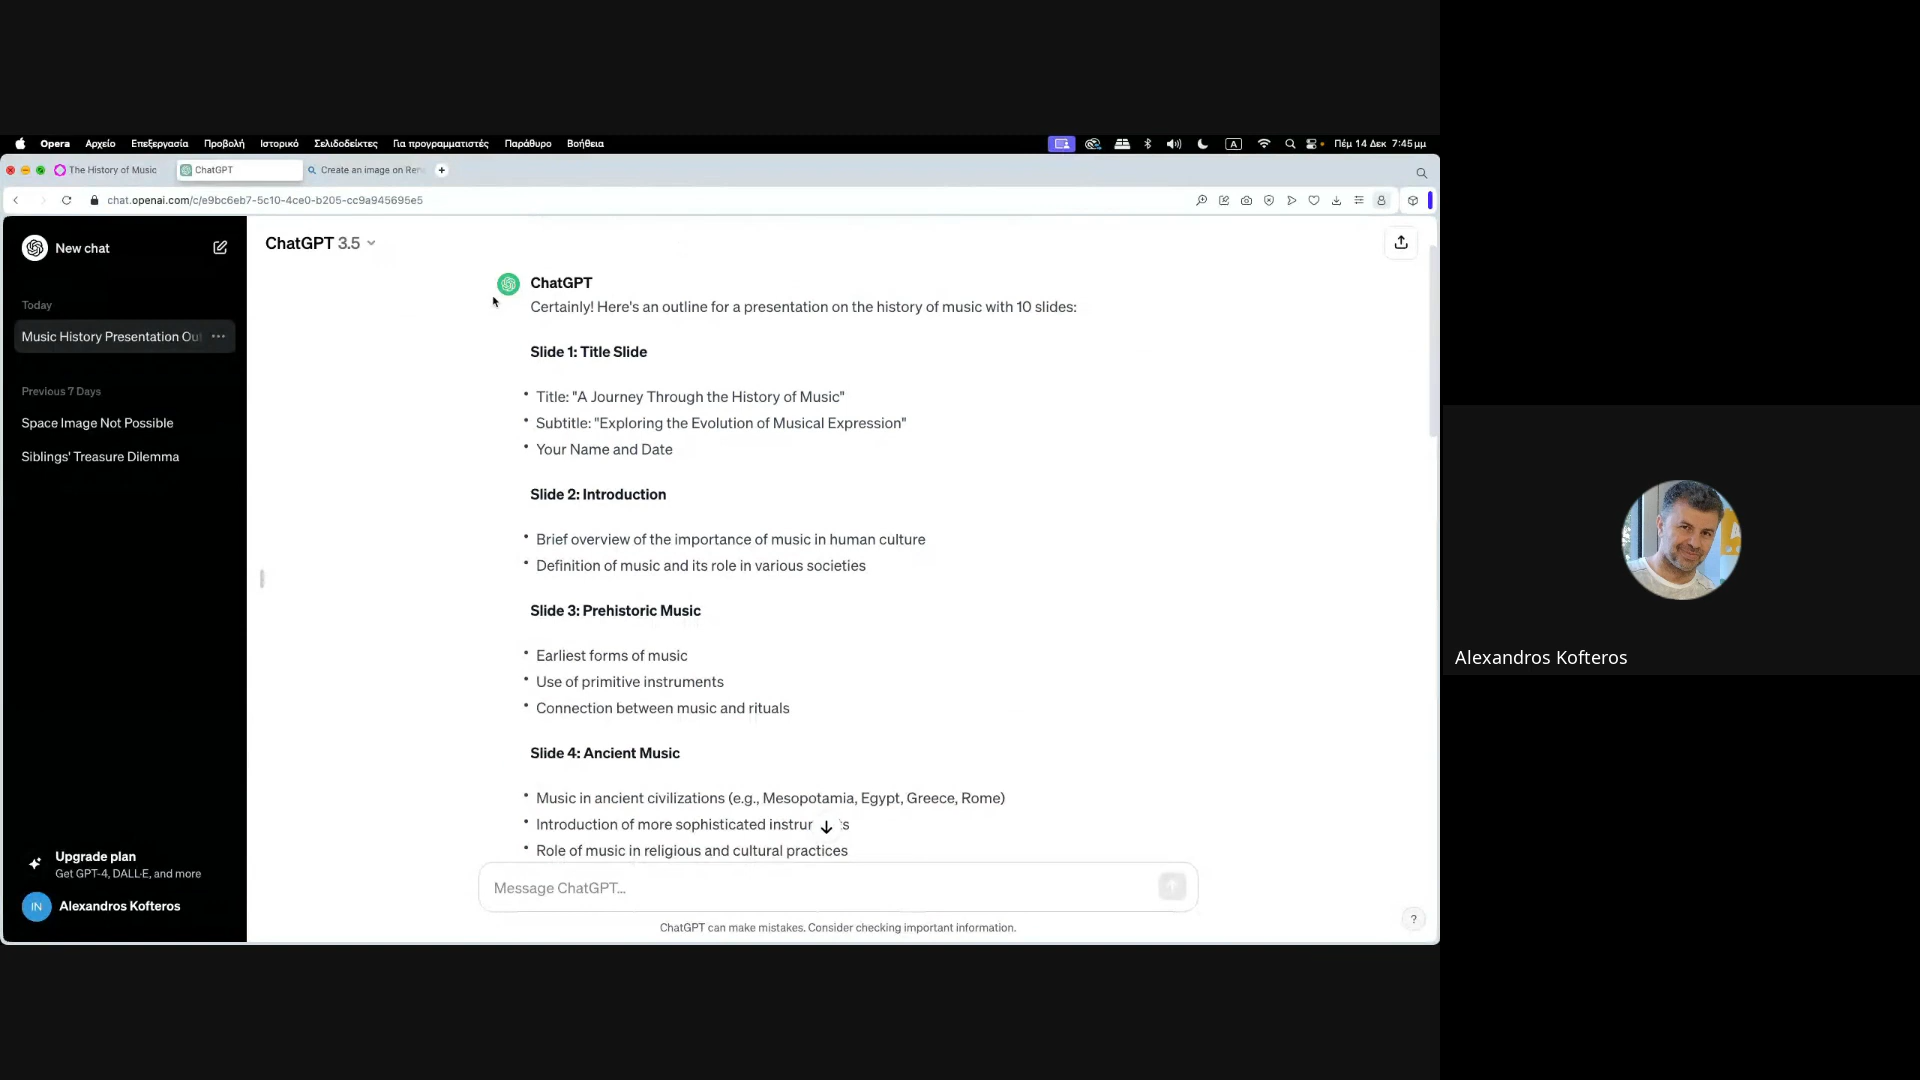 Opera Αρχείο Επεξεργασία Προβολή Ιστορικό Σελιδοδείκτες Για προγραμματιστές Παράθυρο Βοήθεια A Πέμ 14 Δεκ 7:45 μμ
The History of Music ChatGPT Create an image on
chat.openai.com/c/e9bc6eb7-5c10-4ce0-b205-cc9a945695e5
New chat
ChatGPT 3.5
Today
Music History Presentation Ou
Previous 7 Days
Space Image Not Possible
Siblings' Treasure Dilemma
Upgrade plan
Get GPT-4, DALL·E, and more
IN Alexandros Kofteros
ChatGPT
Certainly! Here's an outline for a presentation on the history of music with 10 slides:
Slide 1: Title Slide
• Title: "A Journey Through the History of Music"
• Subtitle: "Exploring the Evolution of Musical Expression"
• Your Name and Date
Slide 2: Introduction
• Brief overview of the importance of music in human culture
• Definition of music and its role in various societies
Slide 3: Prehistoric Music
• Earliest forms of music
• Use of primitive instruments
• Connection between music and rituals
Slide 4: Ancient Music
• Music in ancient civilizations (e.g., Mesopotamia, Egypt, Greece, Rome)
• Introduction of more sophisticated instru
• Role of music in religious and cultural practices
Message ChatGPT...
ChatGPT can make mistakes. Consider checking important information.
?
Alexandros Kofteros